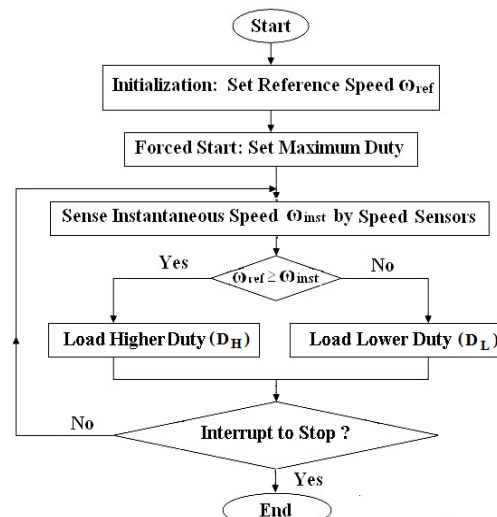 Start
Initialization: Set Reference Speed ωref
Forced Start: Set Maximum Duty
Sense Instantaneous Speed ωinst by Speed Sensors
Yes
ωref ≥ ωinst
No
Load Higher Duty (DH)
Load Lower Duty (DL)
No
Interrupt to Stop ?
Yes
End